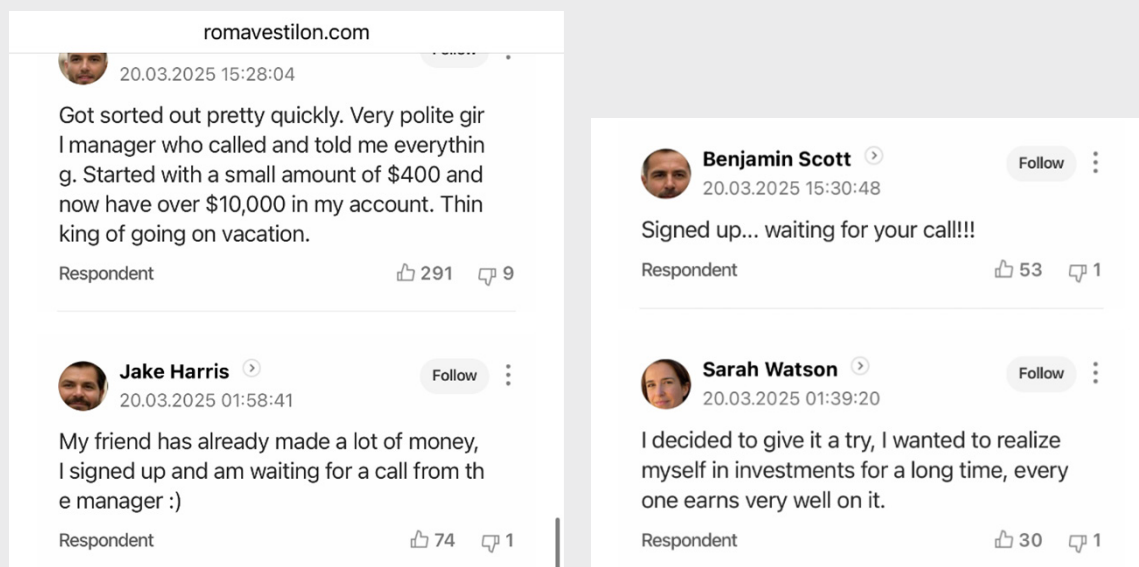 romavestilon.com
20.03.2025 15:28:04
Got sorted out pretty quickly. Very polite gir
l manager who called and told me everythin
g. Started with a small amount of $400 and
now have over $10,000 in my account. Thin
king of going on vacation.
Respondent 291 9
Jake Harris
Follow
20.03.2025 01:58:41
My friend has already made a lot of money,
I signed up and am waiting for a call from th
e manager :)
Respondent 74 1
Benjamin Scott
Follow
20.03.2025 15:30:48
Signed up... waiting for your call!!!
Respondent 53 1
Sarah Watson
Follow
20.03.2025 01:39:20
I decided to give it a try, I wanted to realize
myself in investments for a long time, every
one earns very well on it.
Respondent 30 1